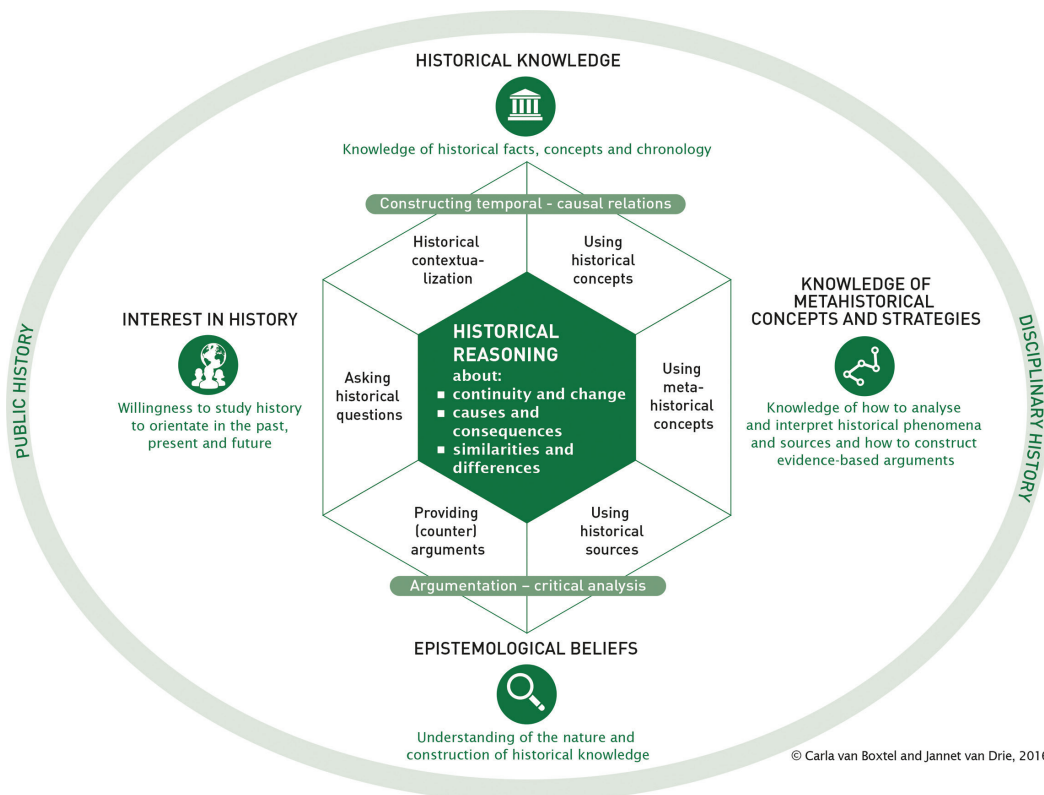 HISTORICAL KNOWLEDGE
Knowledge of historical facts, concepts and chronology
Constructing temporal - causal relations
Historical
contextua-
lization
Using
historical
concepts
INTEREST IN HISTORY
Willingness to study history
to orientate in the past,
present and future
Asking
historical
questions
HISTORICAL
REASONING
about:
▪ continuity and change
▪ causes and
consequences
▪ similarities and
differences
Using
meta-
historical
concepts
KNOWLEDGE OF
METAHISTORICAL
CONCEPTS AND STRATEGIES
Knowledge of how to analyse
and interpret historical phenomena
and sources and how to construct
evidence-based arguments
PUBLIC HISTORY
DISCIPLINARY HISTORY
Providing
(counter)
arguments
Using
historical
sources
Argumentation – critical analysis
EPISTEMOLOGICAL BELIEFS
Understanding of the nature and
construction of historical knowledge
© Carla van Boxtel and Jannet van Drie, 2016